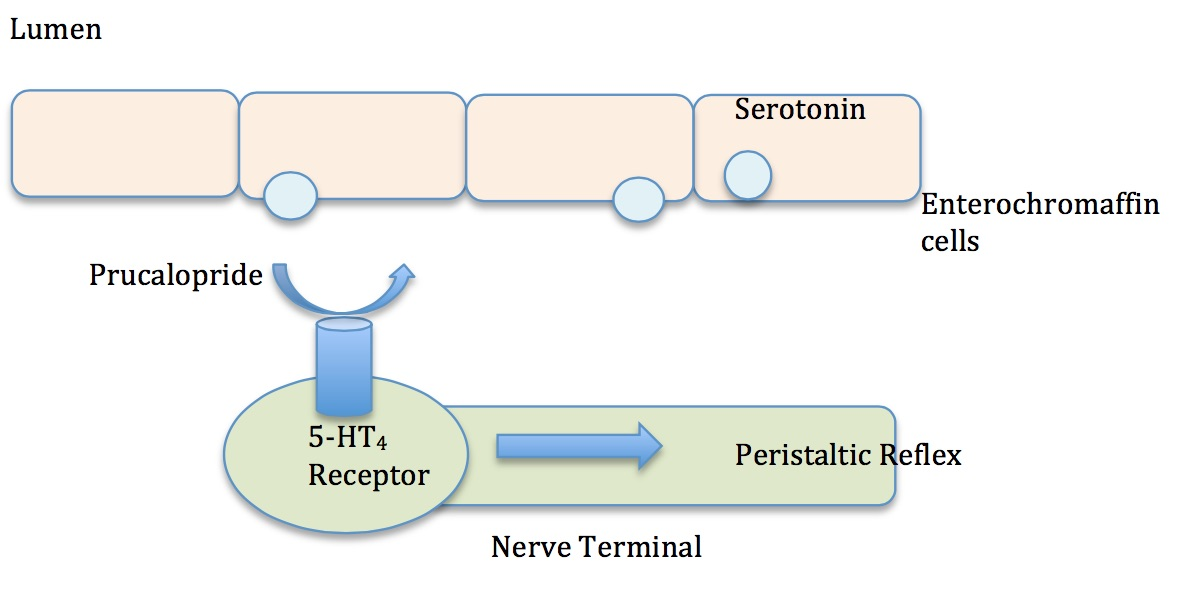 Lumen
Serotonin
Enterochromaffin
cells
Prucalopride
5-HT₄
Receptor
Peristaltic Reflex
Nerve Terminal